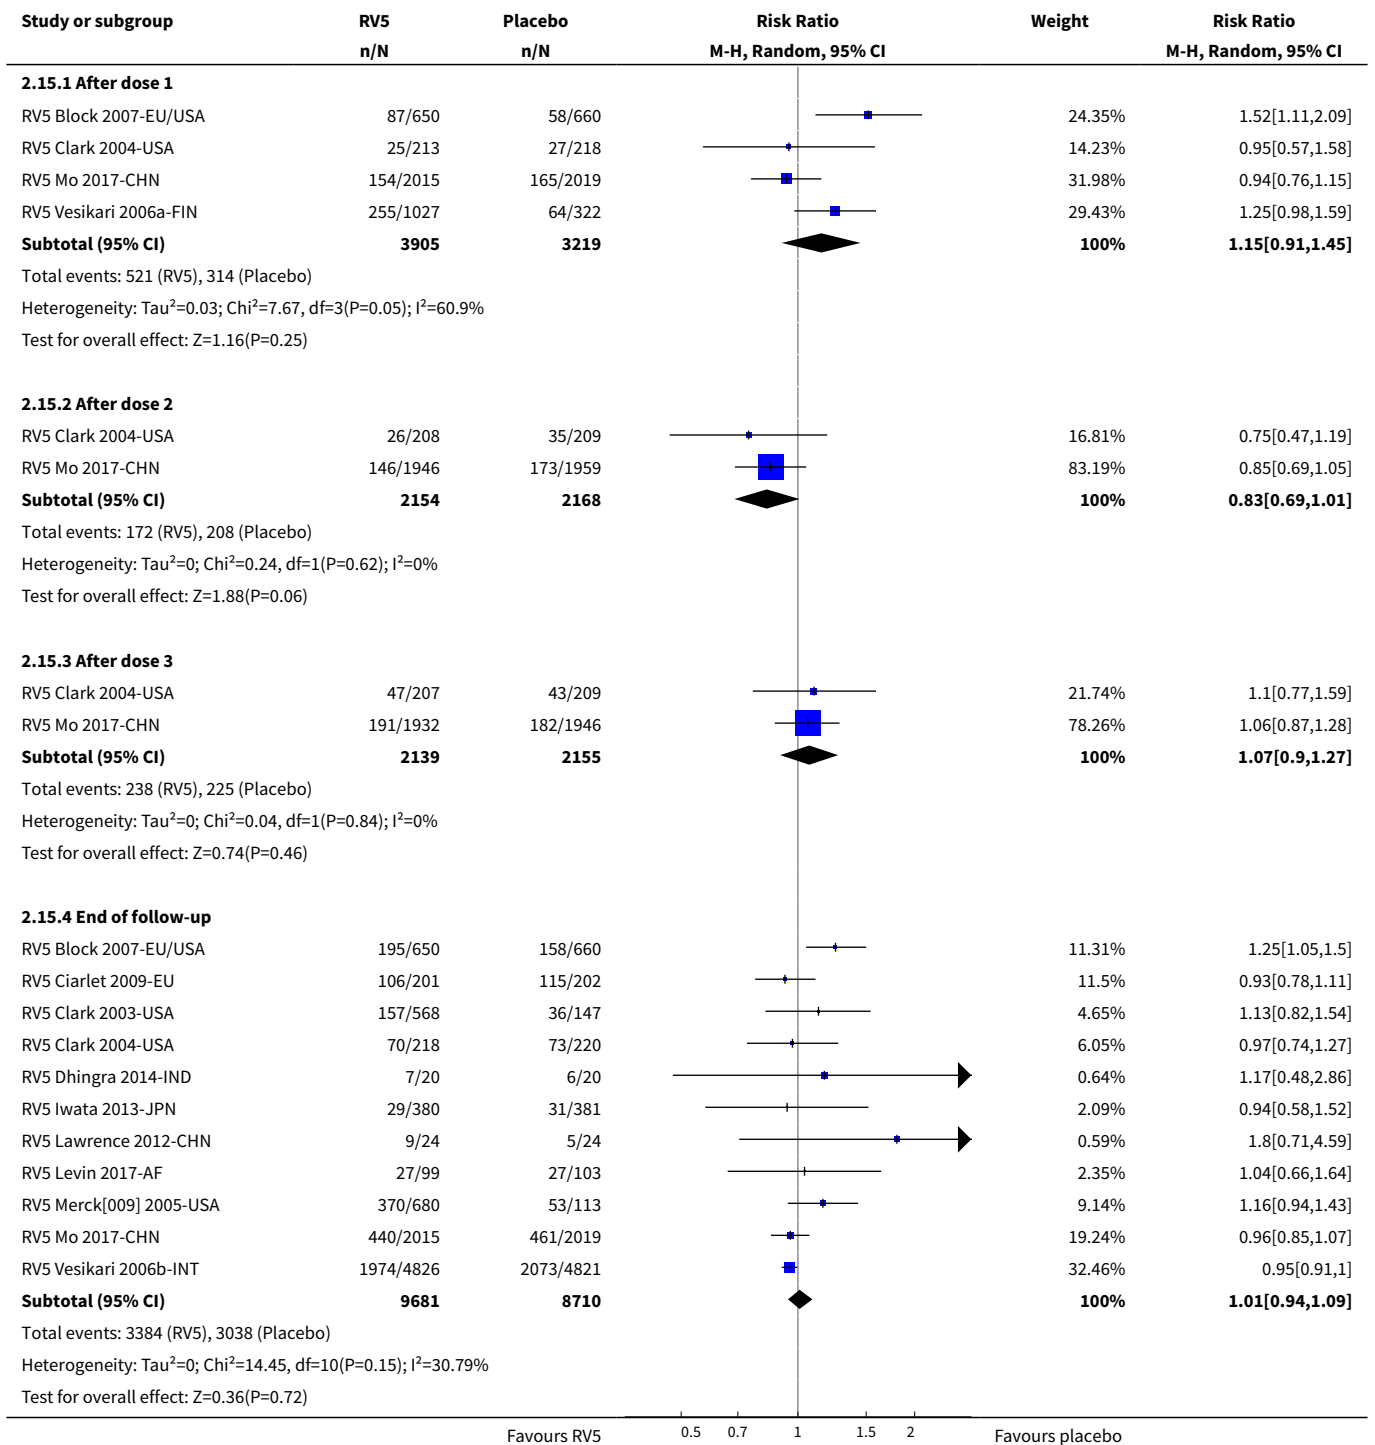 Study or subgroup RV5 Placebo Risk Ratio Weight Risk Ratio
n/N n/N M-H, Random, 95% CI M-H, Random, 95% CI
2.15.1 After dose 1
RV5 Block 2007-EU/USA 87/650 58/660 24.35% 1.52[1.11,2.09]
RV5 Clark 2004-USA 25/213 27/218 14.23% 0.95[0.57,1.58]
RV5 Mo 2017-CHN 154/2015 165/2019 31.98% 0.94[0.76,1.15]
RV5 Vesikari 2006a-FIN 255/1027 64/322 29.43% 1.25[0.98,1.59]
Subtotal (95% CI) 3905 3219 100% 1.15[0.91,1.45]
Total events: 521 (RV5), 314 (Placebo)
Heterogeneity: Tau²=0.03; Chi²=7.67, df=3(P=0.05); I²=60.9%
Test for overall effect: Z=1.16(P=0.25)
2.15.2 After dose 2
RV5 Clark 2004-USA 26/208 35/209 16.81% 0.75[0.47,1.19]
RV5 Mo 2017-CHN 146/1946 173/1959 83.19% 0.85[0.69,1.05]
Subtotal (95% CI) 2154 2168 100% 0.83[0.69,1.01]
Total events: 172 (RV5), 208 (Placebo)
Heterogeneity: Tau²=0; Chi²=0.24, df=1(P=0.62); I²=0%
Test for overall effect: Z=1.88(P=0.06)
2.15.3 After dose 3
RV5 Clark 2004-USA 47/207 43/209 21.74% 1.1[0.77,1.59]
RV5 Mo 2017-CHN 191/1932 182/1946 78.26% 1.06[0.87,1.28]
Subtotal (95% CI) 2139 2155 100% 1.07[0.9,1.27]
Total events: 238 (RV5), 225 (Placebo)
Heterogeneity: Tau²=0; Chi²=0.04, df=1(P=0.84); I²=0%
Test for overall effect: Z=0.74(P=0.46)
2.15.4 End of follow-up
RV5 Block 2007-EU/USA 195/650 158/660 11.31% 1.25[1.05,1.5]
RV5 Ciarlet 2009-EU 106/201 115/202 11.5% 0.93[0.78,1.11]
RV5 Clark 2003-USA 157/568 36/147 4.65% 1.13[0.82,1.54]
RV5 Clark 2004-USA 70/218 73/220 6.05% 0.97[0.74,1.27]
RV5 Dhingra 2014-IND 7/20 6/20 0.64% 1.17[0.48,2.86]
RV5 Iwata 2013-JPN 29/380 31/381 2.09% 0.94[0.58,1.52]
RV5 Lawrence 2012-CHN 9/24 5/24 0.59% 1.8[0.71,4.59]
RV5 Levin 2017-AF 27/99 27/103 2.35% 1.04[0.66,1.64]
RV5 Merck[009] 2005-USA 370/680 53/113 9.14% 1.16[0.94,1.43]
RV5 Mo 2017-CHN 440/2015 461/2019 19.24% 0.96[0.85,1.07]
RV5 Vesikari 2006b-INT 1974/4826 2073/4821 32.46% 0.95[0.91,1]
Subtotal (95% CI) 9681 8710 100% 1.01[0.94,1.09]
Total events: 3384 (RV5), 3038 (Placebo)
Heterogeneity: Tau²=0; Chi²=14.45, df=10(P=0.15); I²=30.79%
Test for overall effect: Z=0.36(P=0.72)
Favours RV5 0.5 0.7 1 1.5 2 Favours placebo